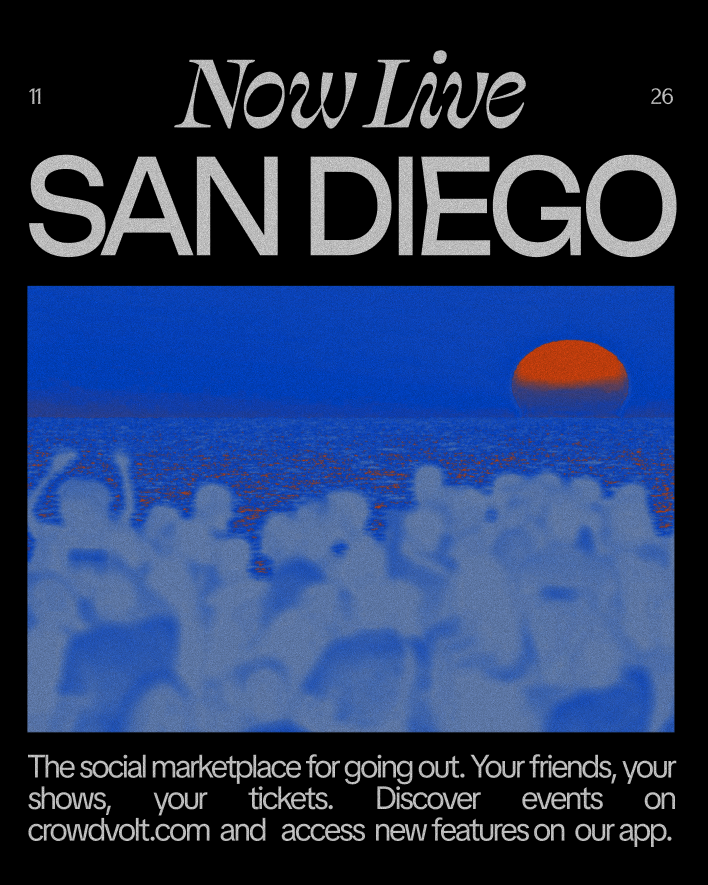 Now Live
11
26
SAN DIEGO
The social marketplace for going out. Your friends, your
shows, your tickets. Discover events on
crowdvolt.com and access new features on our app.